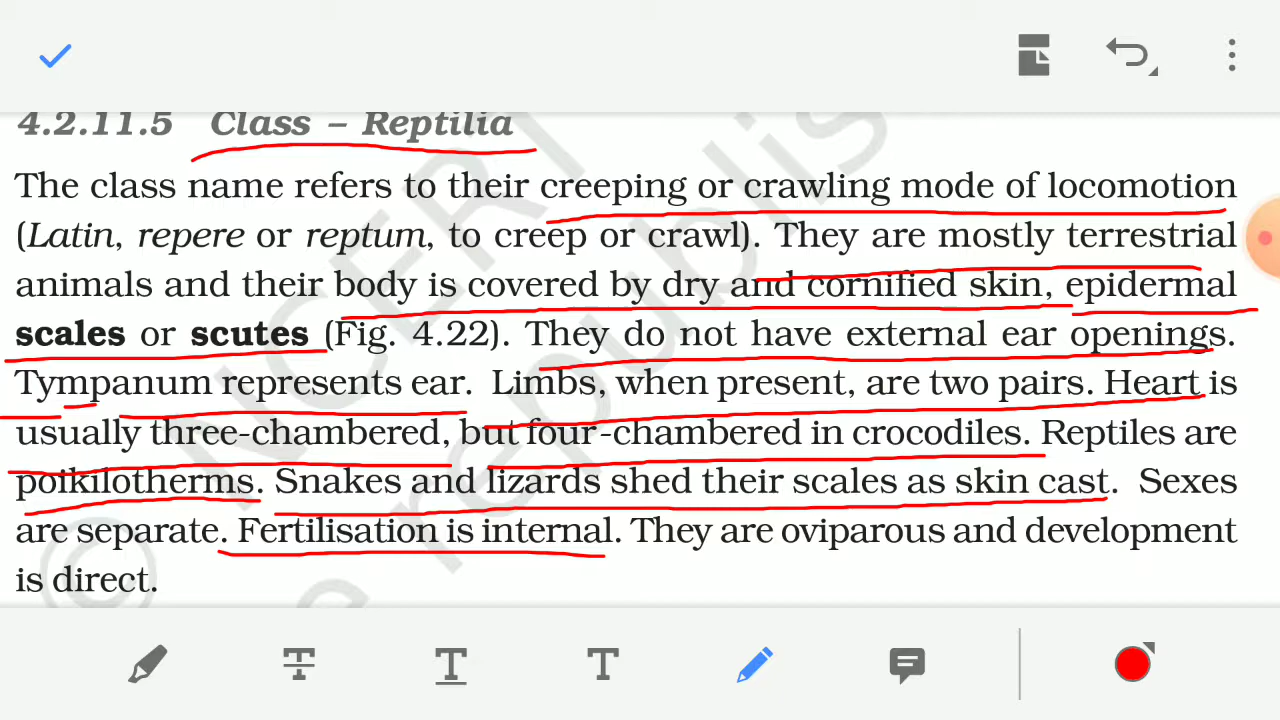 4.2.11.5 Class – Reptilia
The class name refers to their creeping or crawling mode of locomotion
(Latin, repere or reptum, to creep or crawl). They are mostly terrestrial
animals and their body is covered by dry and cornified skin, epidermal
scales or scutes (Fig. 4.22). They do not have external ear openings.
Tympanum represents ear. Limbs, when present, are two pairs. Heart is
usually three-chambered, but four-chambered in crocodiles. Reptiles are
poikilotherms. Snakes and lizards shed their scales as skin cast. Sexes
are separate. Fertilisation is internal. They are oviparous and development
is direct.
© NCERT
e republis
T
T
T